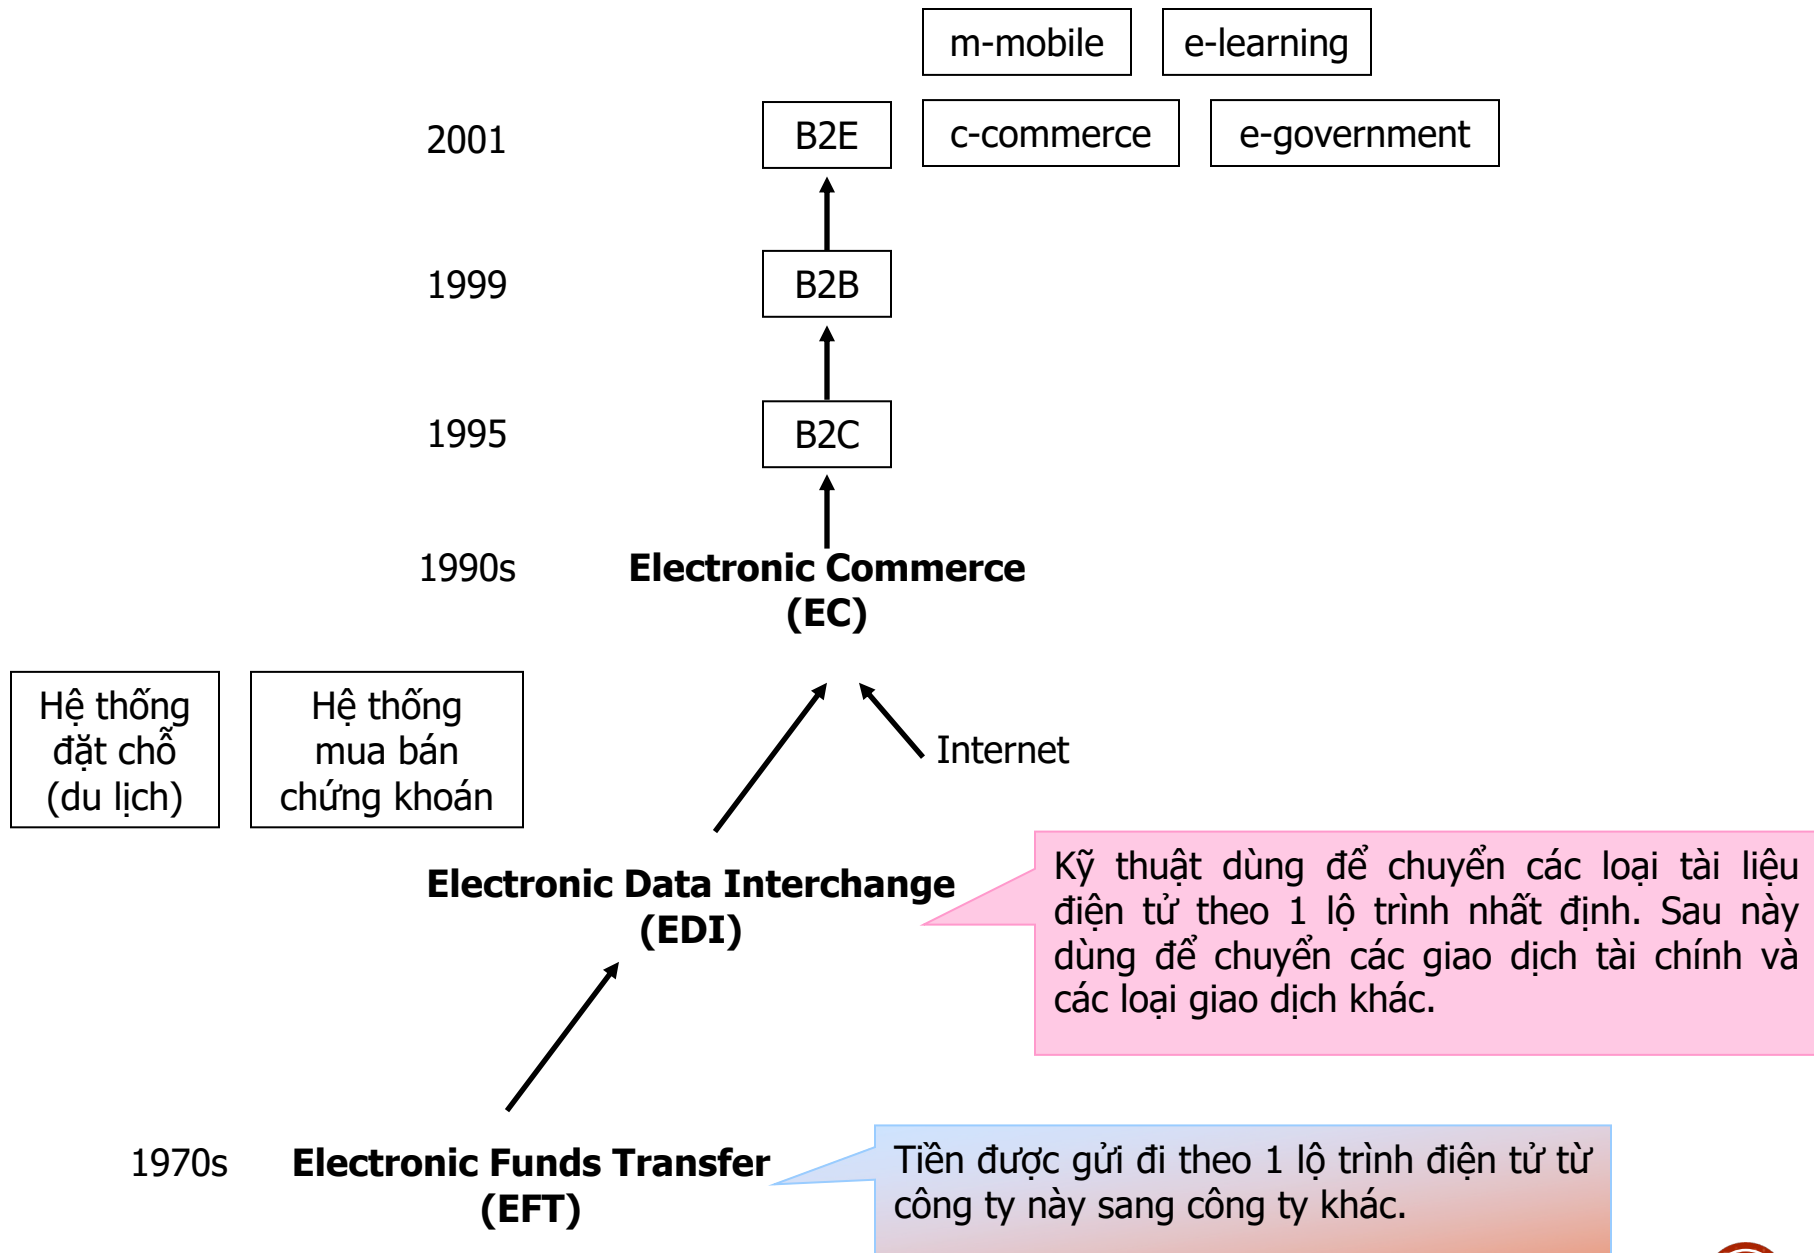 m-mobile
e-learning
2001
B2E
c-commerce
e-government
1999
B2B
1995
B2C
1990s
Electronic Commerce
(EC)
Hệ thống
đặt chỗ
(du lịch)
Hệ thống
mua bán
chứng khoán
Internet
Electronic Data Interchange
(EDI)
Kỹ thuật dùng để chuyển các loại tài liệu
điện tử theo 1 lộ trình nhất định. Sau này
dùng để chuyển các giao dịch tài chính và
các loại giao dịch khác.
1970s
Electronic Funds Transfer
(EFT)
Tiền được gửi đi theo 1 lộ trình điện tử từ
công ty này sang công ty khác.